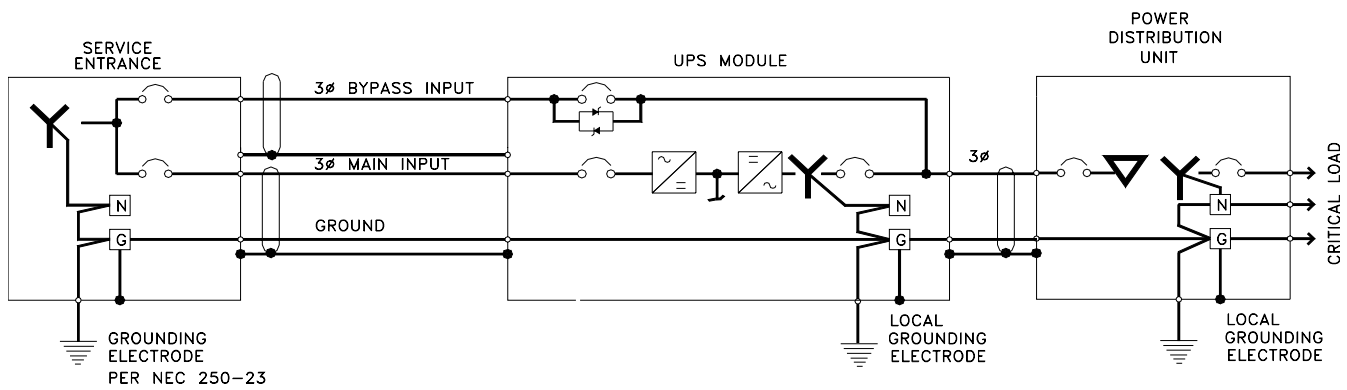 SERVICE
ENTRANCE
UPS MODULE
POWER
DISTRIBUTION
UNIT
3ø BYPASS INPUT
3ø MAIN INPUT
3ø
N
N
N
GROUND
G
G
G
CRITICAL LOAD
GROUNDING
ELECTRODE
PER NEC 250-23
LOCAL
GROUNDING
ELECTRODE
LOCAL
GROUNDING
ELECTRODE